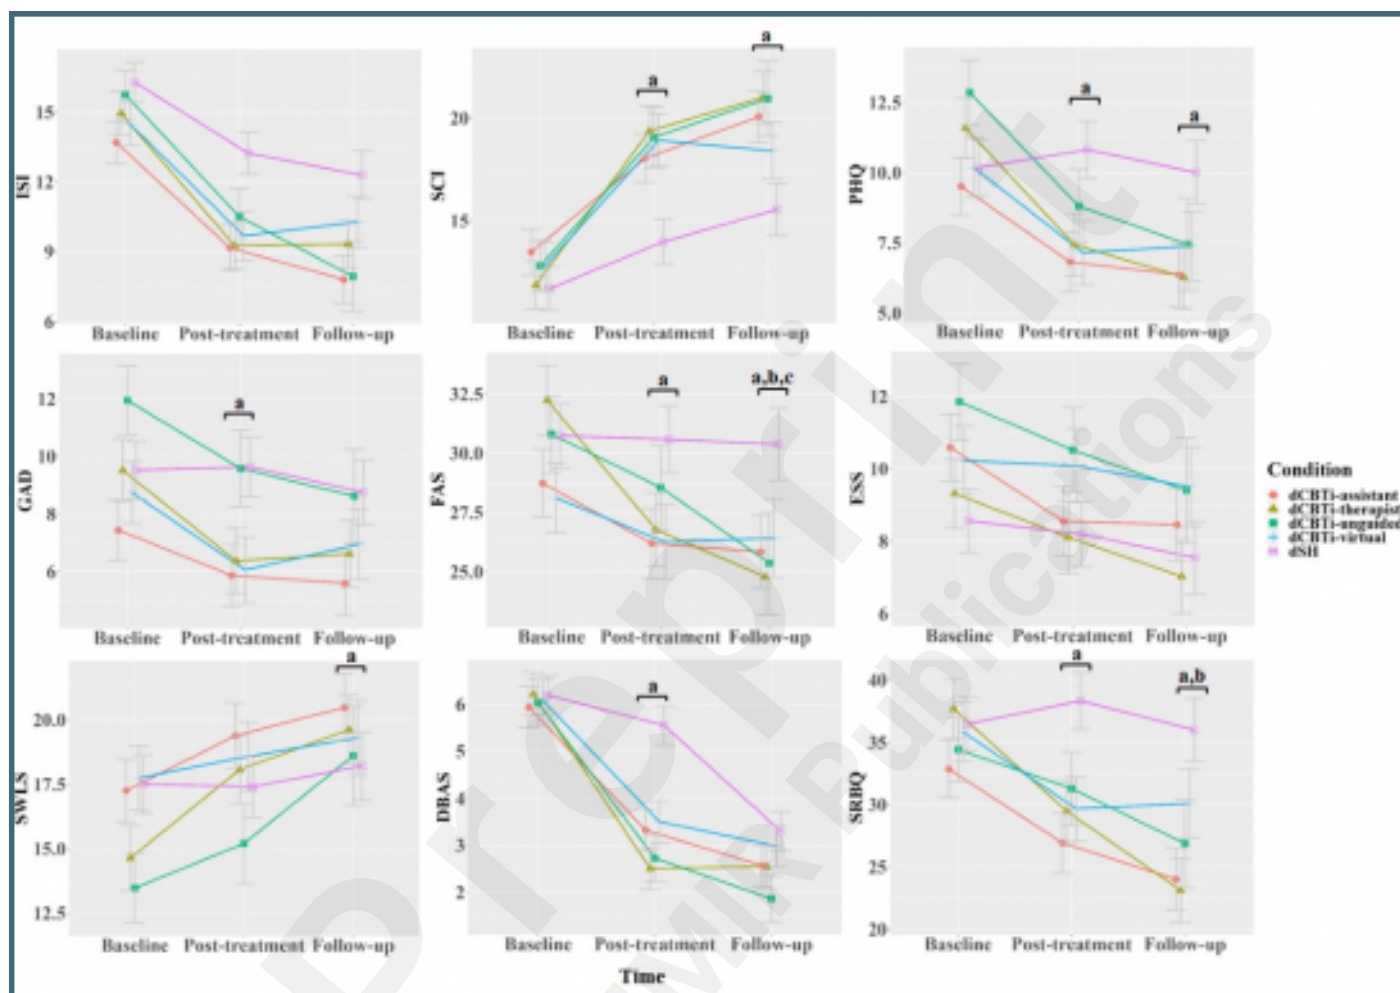 a
a
a
a
15
12
9
6
ISI
Baseline Post-treatment Follow-up
20
15
SCI
Baseline Post-treatment Follow-up
12.5
10.0
7.5
5.0
PHQ
Baseline Post-treatment Follow-up
a
12
10
8
6
GAD
Baseline Post-treatment Follow-up
a
a,b,c
32.5
30.0
27.5
25.0
FAS
Baseline Post-treatment Follow-up
12
10
8
6
ESS
Baseline Post-treatment Follow-up
Condition
dCBTi-assistant
dCBTi-therapist
dCBTi-unguided
dCBTi-virtual
dSH
a
20.0
17.5
15.0
12.5
SWLS
Baseline Post-treatment Follow-up
a
6
5
4
3
2
DBAS
Baseline Post-treatment Follow-up
a
a,b
40
35
30
25
20
SRBQ
Baseline Post-treatment Follow-up
Time
Preprint
JMIR Publications